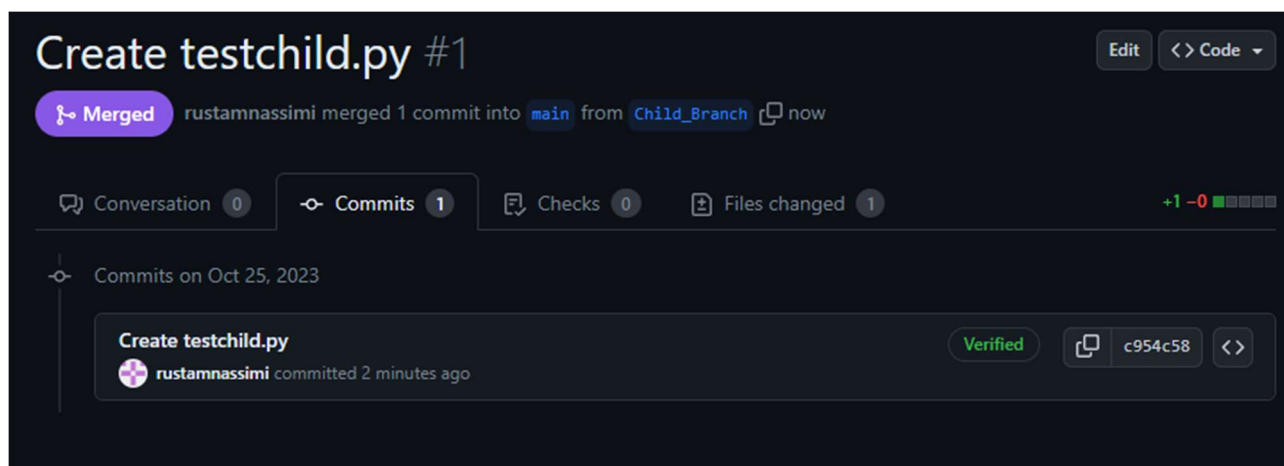 Create testchild.py #1
Edit
<> Code
Merged
rustamnassimi merged 1 commit into main from Child_Branch now
Conversation 0
Commits 1
Checks 0
Files changed 1
+1 −0
Commits on Oct 25, 2023
Create testchild.py
Verified
c954c58
<>
rustamnassimi committed 2 minutes ago